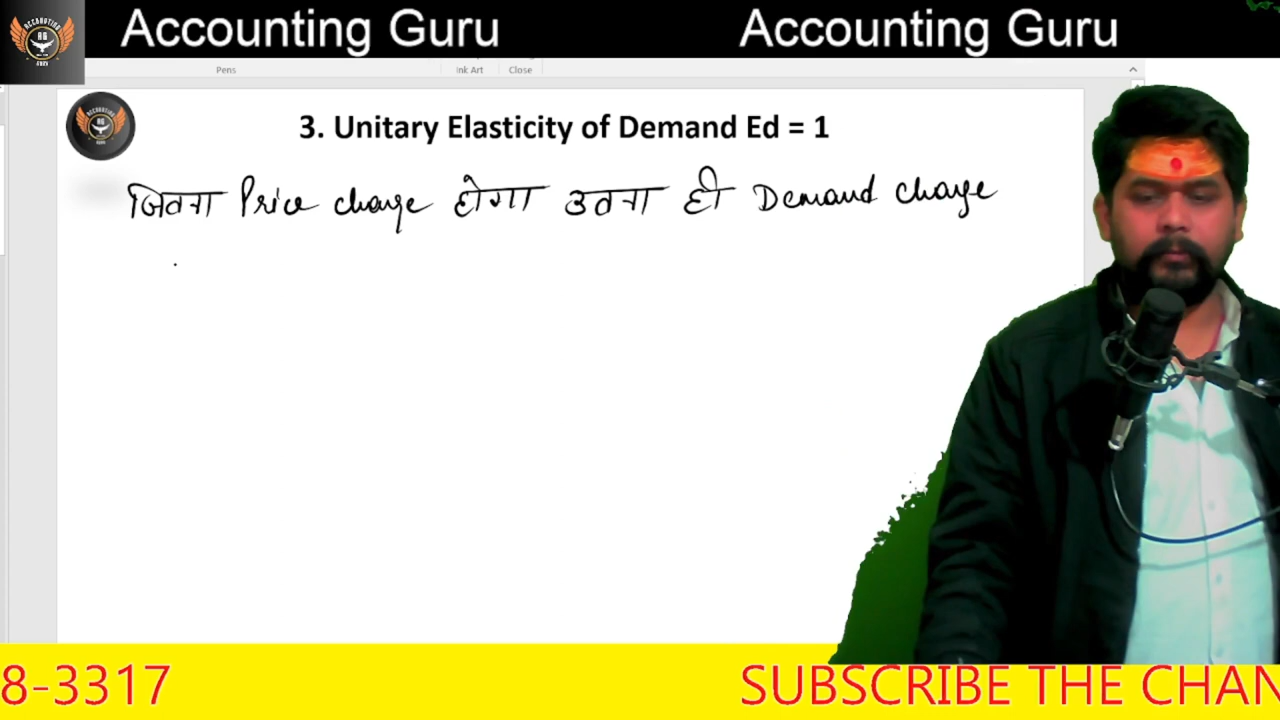 Accounting Guru Accounting Guru
Pens Ink Art Close
3. Unitary Elasticity of Demand Ed = 1
जितना Price change होगा उतना ही Demand change
8-3317 SUBSCRIBE THE CHAN